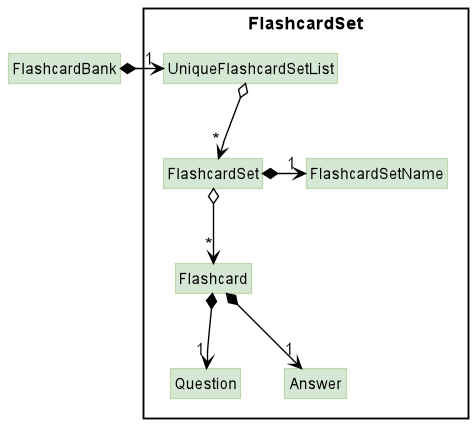 FlashcardSet
FlashcardBank 1 UniqueFlashcardSetList
*
FlashcardSet 1 FlashcardSetName
*
Flashcard
1 1
Question Answer